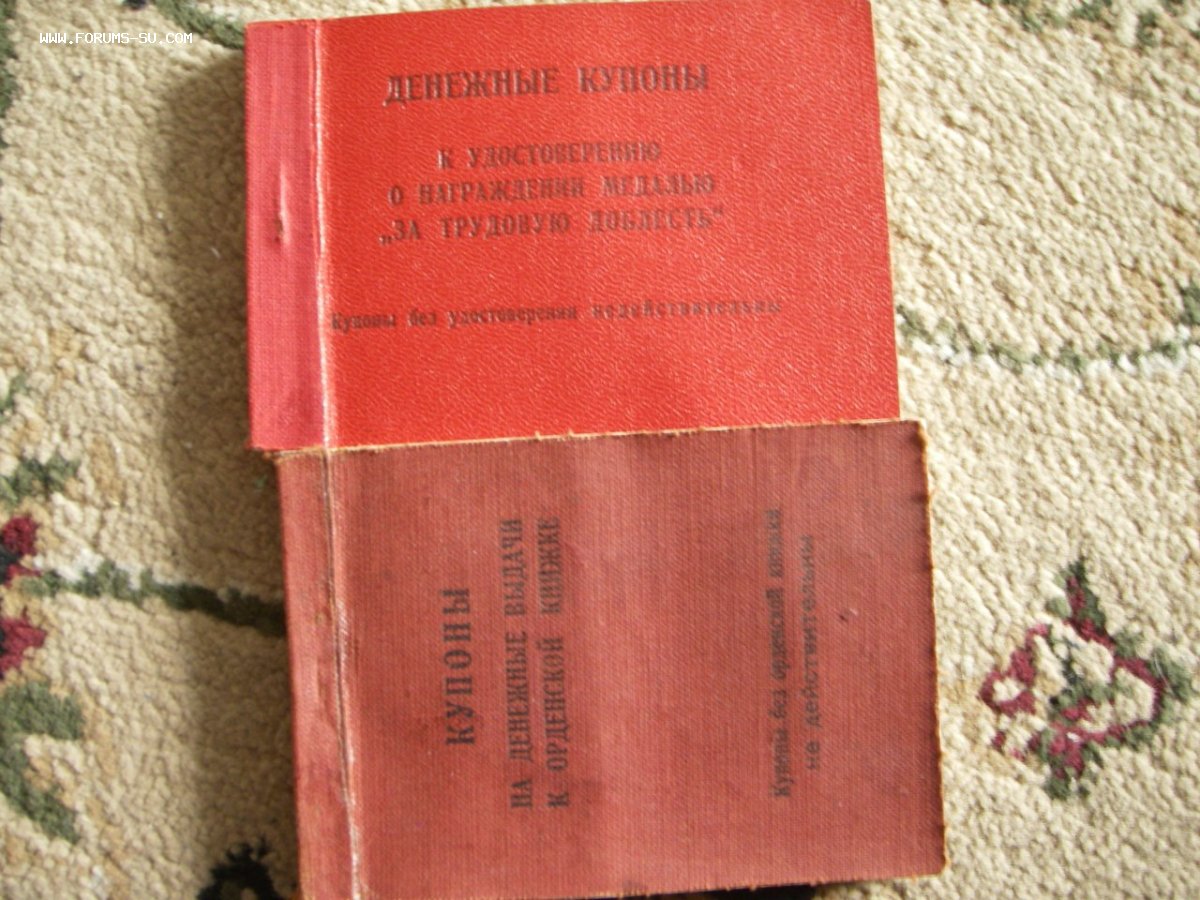 WWW.FORUMS-SU.COM
ДЕНЕЖНЫЕ КУПОНЫ
К УДОСТОВЕРЕНИЮ
О НАГРАЖДЕНИИ МЕДАЛЬЮ
„ЗА ТРУДОВУЮ ДОБЛЕСТЬ“
Купоны без удостоверения недействительны
КУПОНЫ
НА ДЕНЕЖНЫЕ ВЫДАЧИ
К ОРДЕНСКОЙ КНИЖКЕ
Купоны без орденской книжки
не действительны